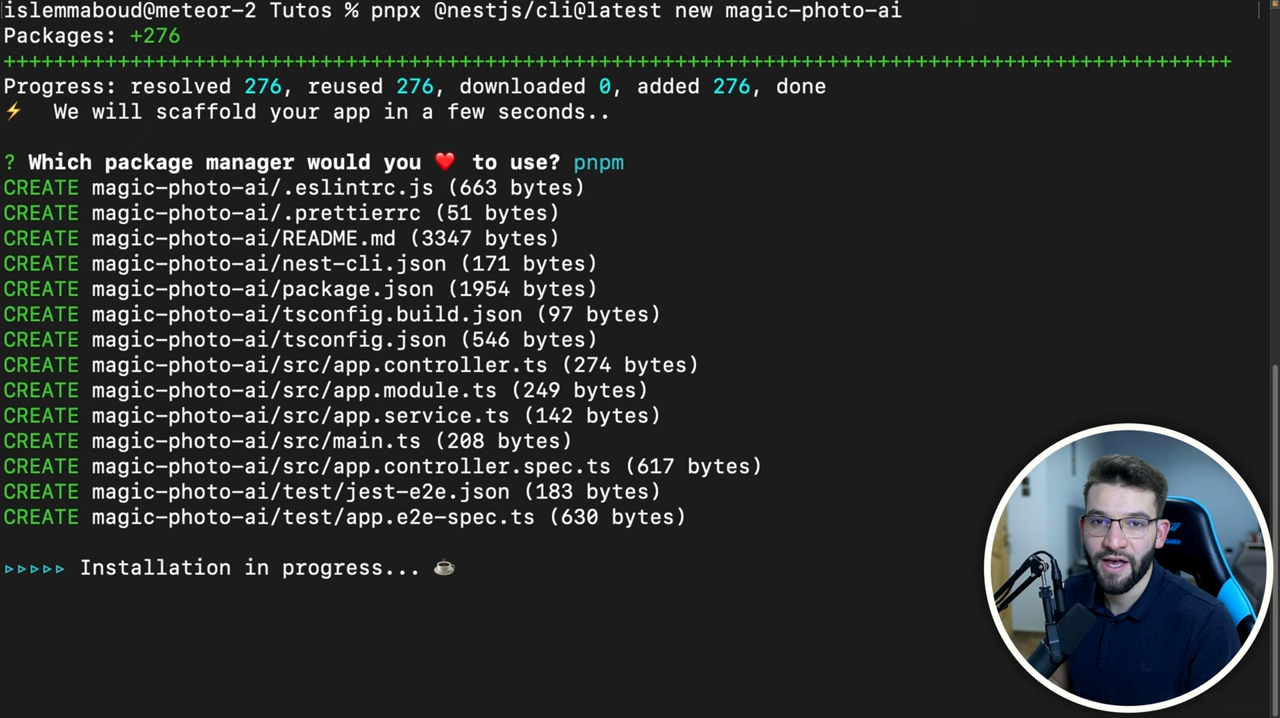 islemmaboud@meteor-2 Tutos % pnpx @nestjs/cli@latest new magic-photo-ai
Packages: +276
++++++++++++++++++++++++++++++++++++++++++++++++++++++++++++++++++++++++++++++++++++++++++++++++++
Progress: resolved 276, reused 276, downloaded 0, added 276, done
⚡  We will scaffold your app in a few seconds..
? Which package manager would you ❤️ to use? pnpm
CREATE magic-photo-ai/.eslintrc.js (663 bytes)
CREATE magic-photo-ai/.prettierrc (51 bytes)
CREATE magic-photo-ai/README.md (3347 bytes)
CREATE magic-photo-ai/nest-cli.json (171 bytes)
CREATE magic-photo-ai/package.json (1954 bytes)
CREATE magic-photo-ai/tsconfig.build.json (97 bytes)
CREATE magic-photo-ai/tsconfig.json (546 bytes)
CREATE magic-photo-ai/src/app.controller.ts (274 bytes)
CREATE magic-photo-ai/src/app.module.ts (249 bytes)
CREATE magic-photo-ai/src/app.service.ts (142 bytes)
CREATE magic-photo-ai/src/main.ts (208 bytes)
CREATE magic-photo-ai/src/app.controller.spec.ts (617 bytes)
CREATE magic-photo-ai/test/jest-e2e.json (183 bytes)
CREATE magic-photo-ai/test/app.e2e-spec.ts (630 bytes)
▹▹▹▹▹ Installation in progress... ☕